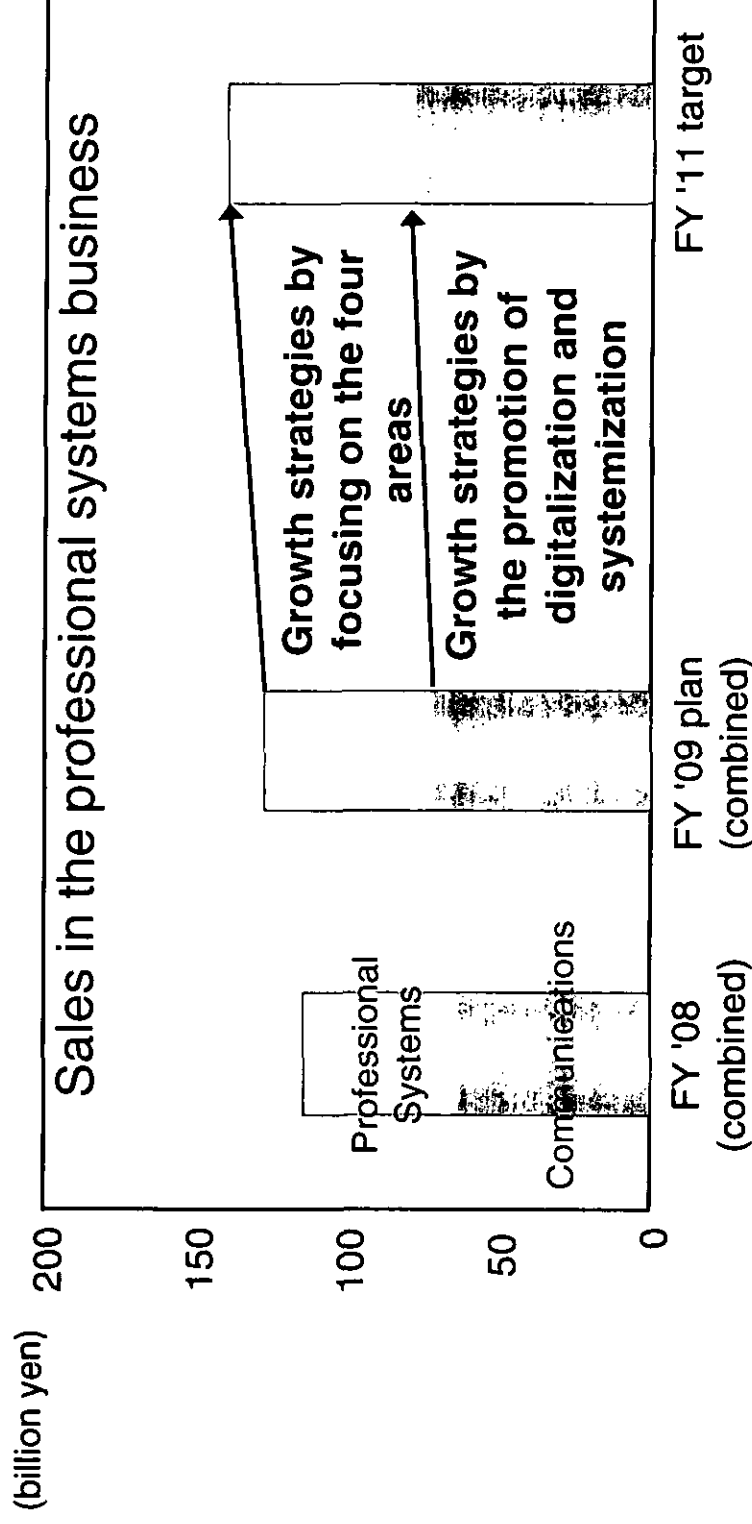 (billion yen)
Sales in the professional systems business
200
150
100
50
0
Professional
Systems
Communications
Growth strategies by
focusing on the four
areas
Growth strategies by
the promotion of
digitalization and
systemization
FY '08
(combined)
FY '09 plan
(combined)
FY '11 target